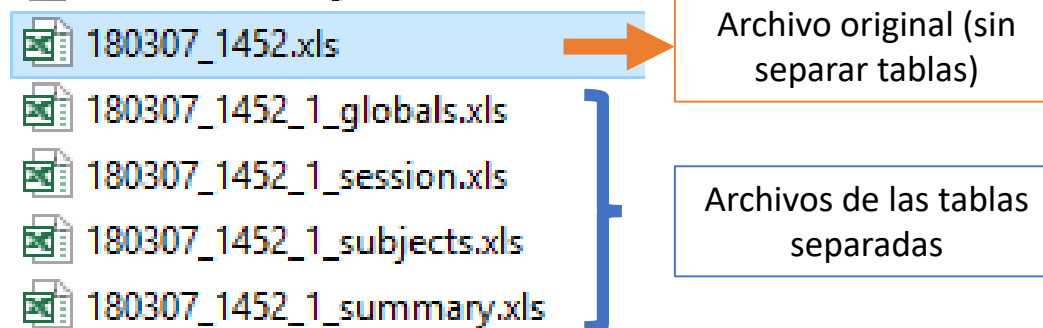 180307_1452.xls
Archivo original (sin
separar tablas)
180307_1452_1_globals.xls
180307_1452_1_session.xls
180307_1452_1_subjects.xls
180307_1452_1_summary.xls
Archivos de las tablas
separadas